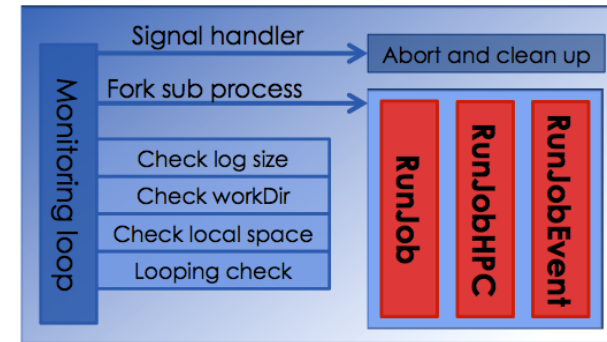 Signal handler
Abort and clean up
Monitoring loop
Fork sub process
Check log size
Check workDir
Check local space
Looping check
RunJob
RunJobHPC
RunJobEvent